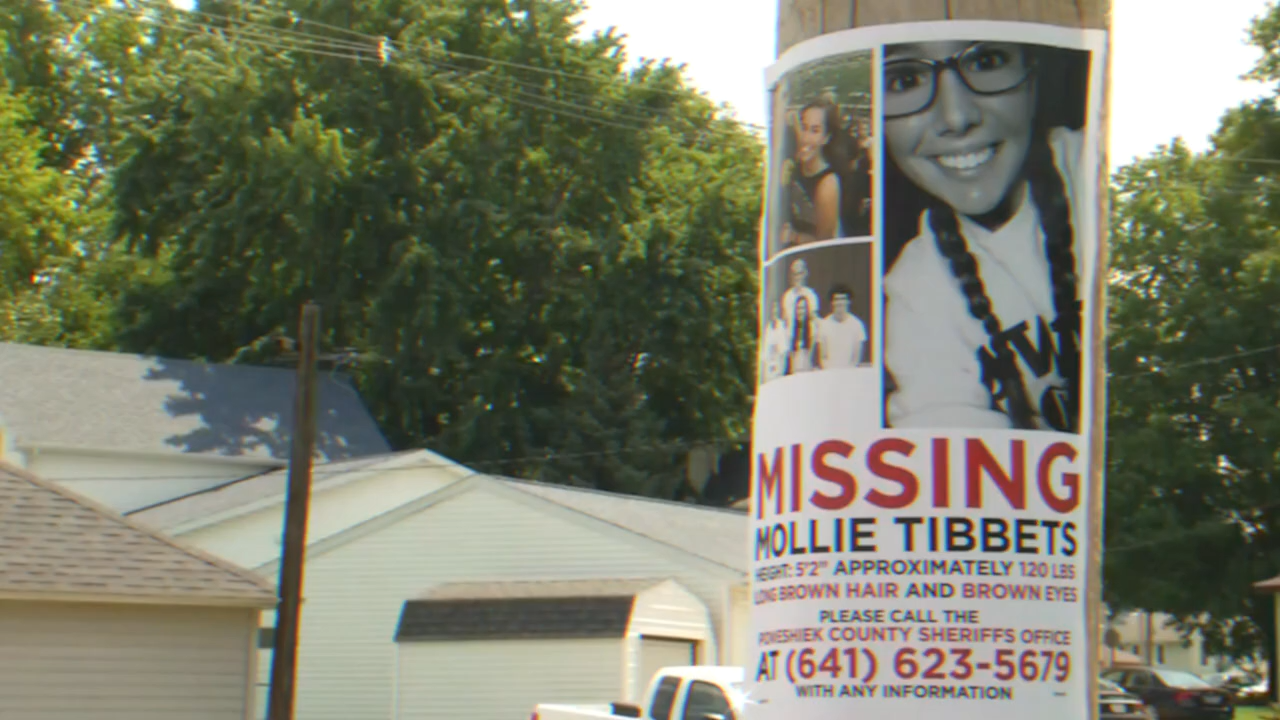 MISSING
MOLLIE TIBBETS
HEIGHT: 5'2" APPROXIMATELY 120 LBS
LONG BROWN HAIR AND BROWN EYES
PLEASE CALL THE
POWESHIEK COUNTY SHERIFFS OFFICE
AT (641) 623-5679
WITH ANY INFORMATION